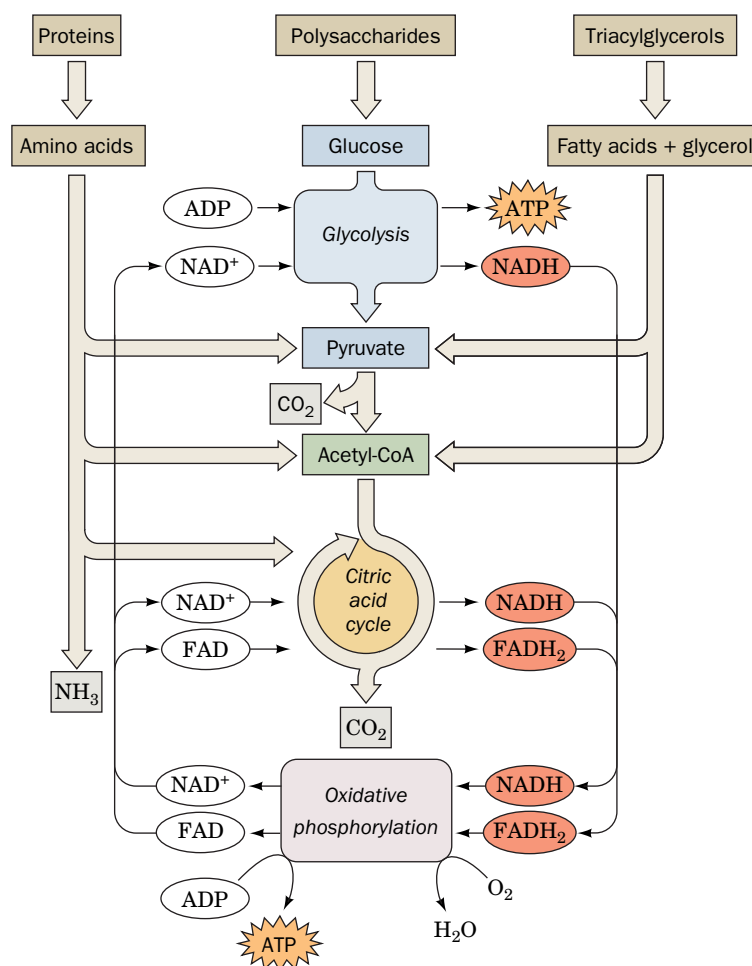 Proteins
Polysaccharides
Triacylglycerols
Amino acids
Glucose
Fatty acids + glycerol
ADP
Glycolysis
ATP
NAD⁺
NADH
Pyruvate
CO₂
Acetyl-CoA
Citric
acid
cycle
NAD⁺
NADH
FAD
FADH₂
NH₃
CO₂
NAD⁺
Oxidative
phosphorylation
NADH
FAD
FADH₂
ADP
O₂
ATP
H₂O